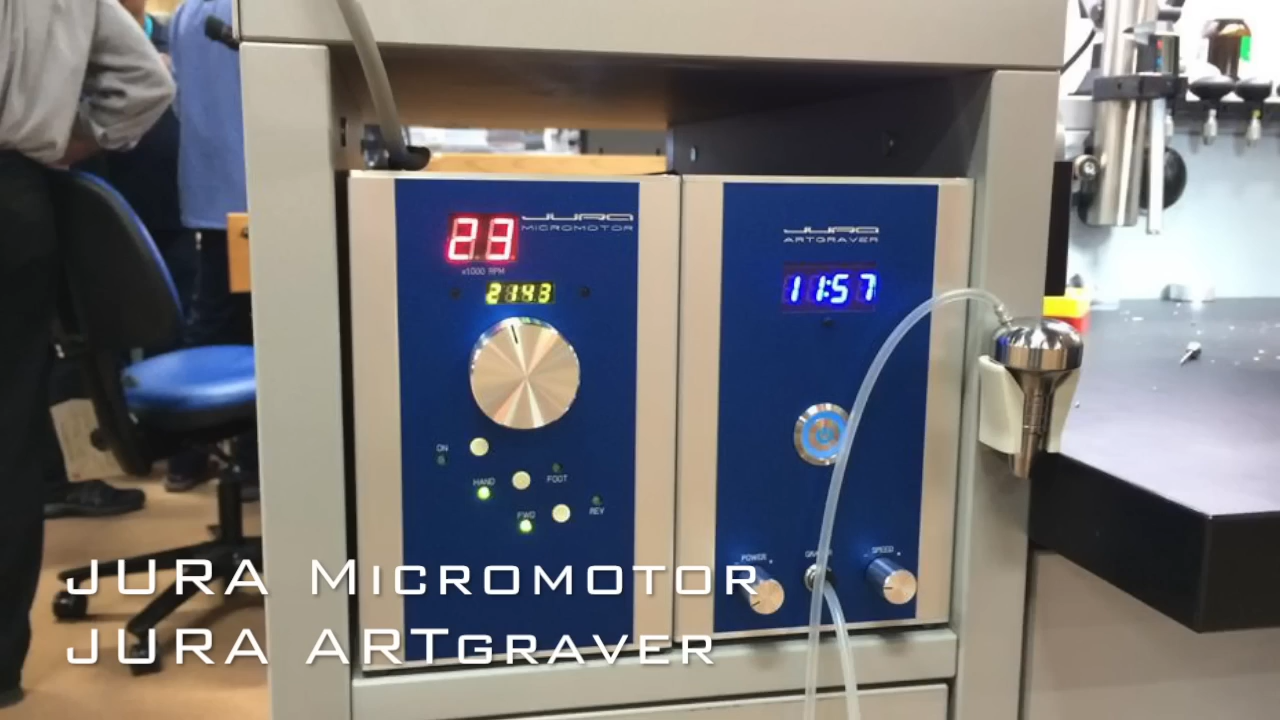 23
JURA
MICROMOTOR
x1000 RPM
2143
ON
HAND
FOOT
FWD
REV
JURA
ARTGRAVER
11:57
POWER
SPEED
JURA MICROMOTOR
JURA ARTGRAVER